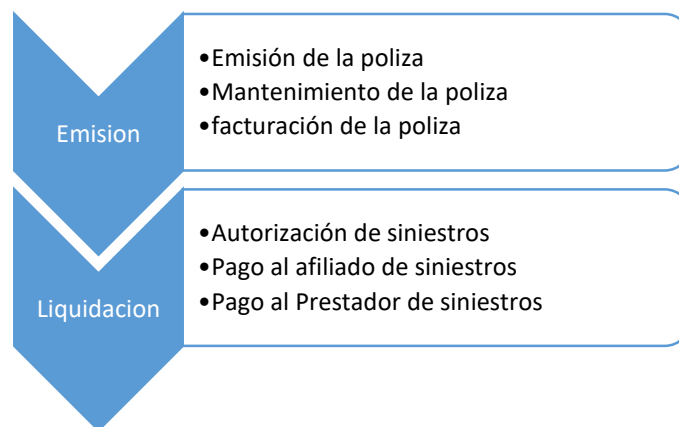 Emision
•Emisión de la poliza
•Mantenimiento de la poliza
•facturación de la poliza
Liquidacion
•Autorización de siniestros
•Pago al afiliado de siniestros
•Pago al Prestador de siniestros